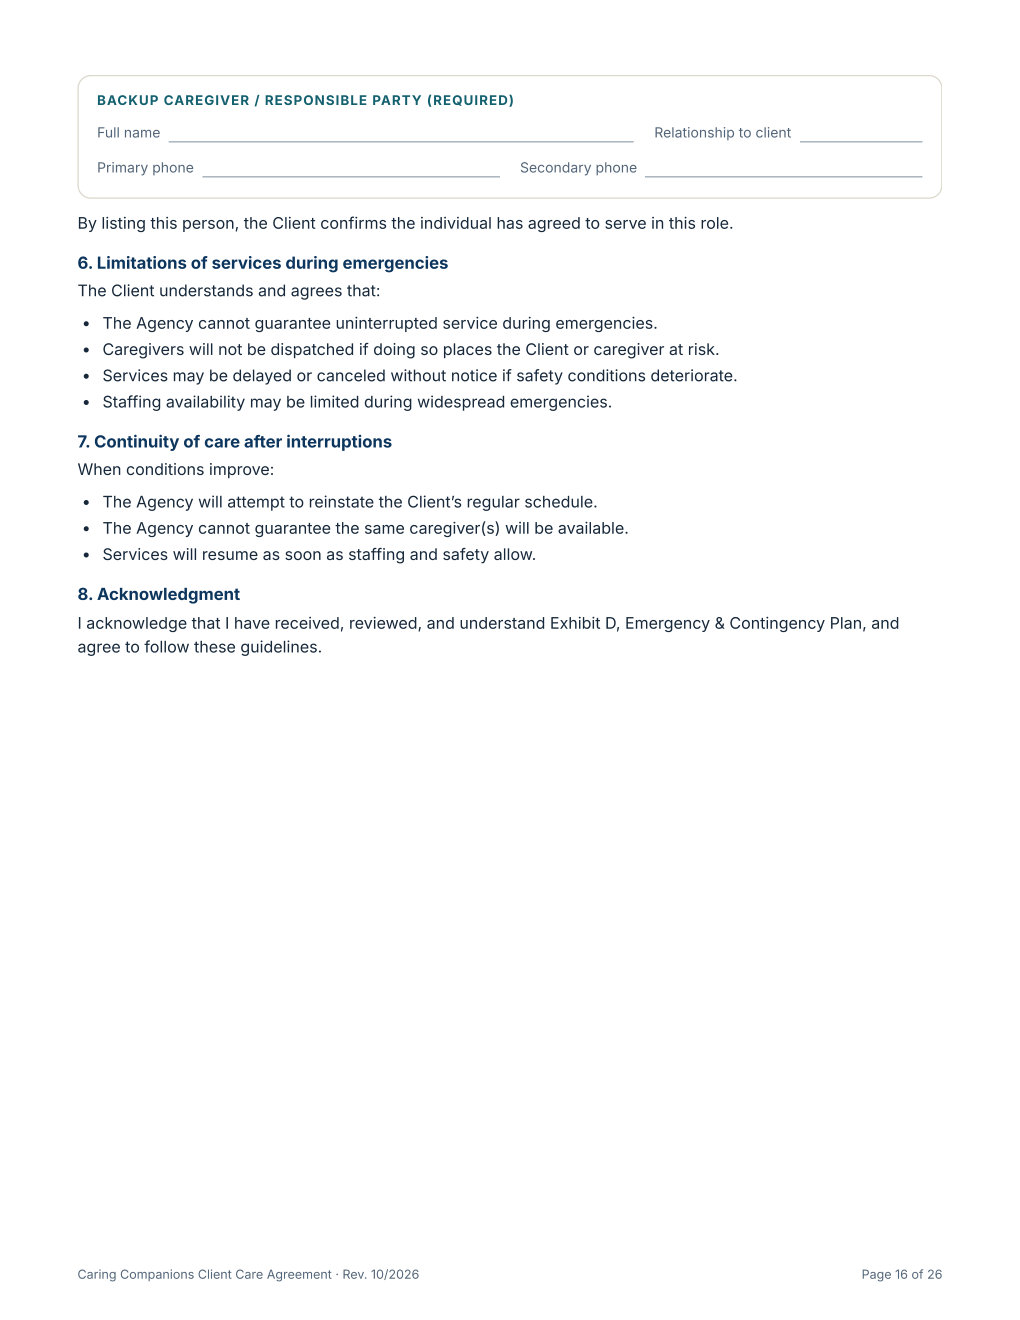 BACKUP CAREGIVER / RESPONSIBLE PARTY (REQUIRED)
Full name Relationship to client
Primary phone Secondary phone
By listing this person, the Client confirms the individual has agreed to serve in this role.
6. Limitations of services during emergencies
The Client understands and agrees that:
• The Agency cannot guarantee uninterrupted service during emergencies.
• Caregivers will not be dispatched if doing so places the Client or caregiver at risk.
• Services may be delayed or canceled without notice if safety conditions deteriorate.
• Staffing availability may be limited during widespread emergencies.
7. Continuity of care after interruptions
When conditions improve:
• The Agency will attempt to reinstate the Client’s regular schedule.
• The Agency cannot guarantee the same caregiver(s) will be available.
• Services will resume as soon as staffing and safety allow.
8. Acknowledgment
I acknowledge that I have received, reviewed, and understand Exhibit D, Emergency & Contingency Plan, and
agree to follow these guidelines.
Caring Companions Client Care Agreement · Rev. 10/2026 Page 16 of 26